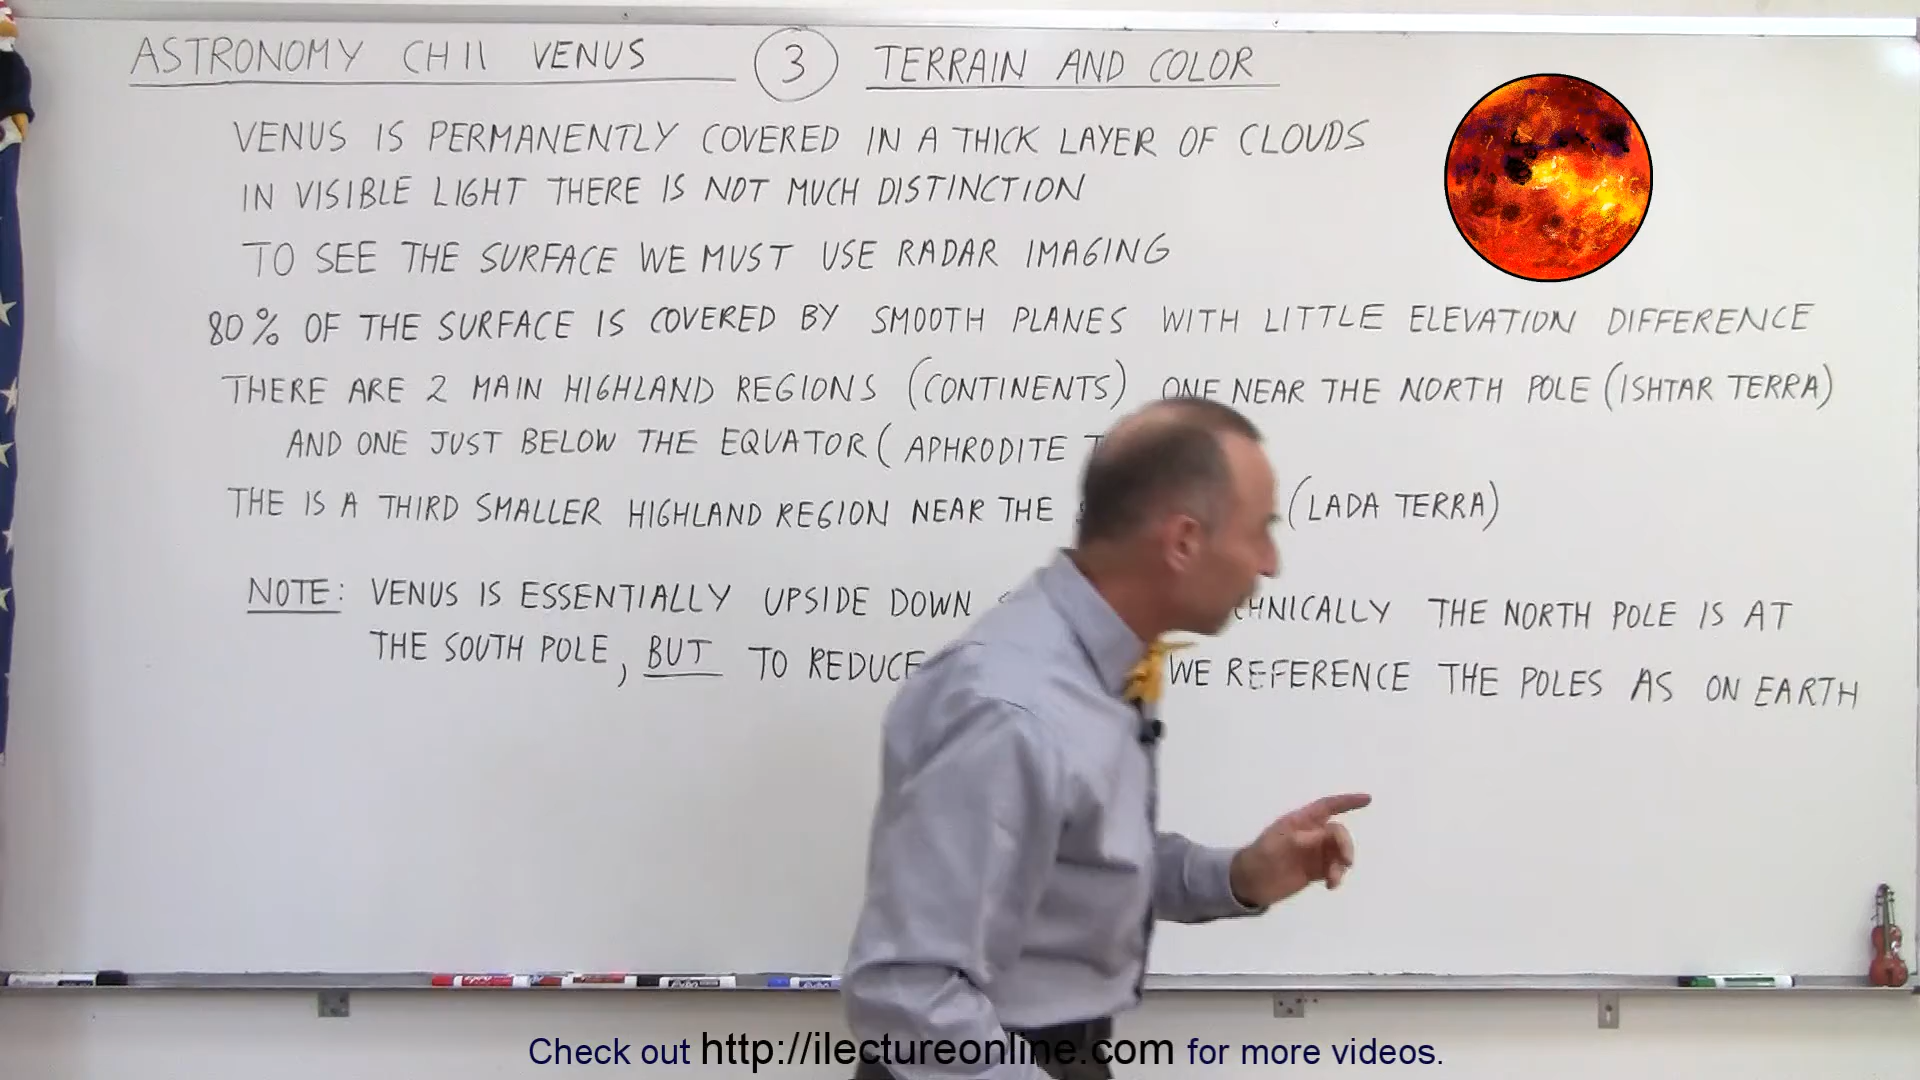 ASTRONOMY CH 11 VENUS 3 TERRAIN AND COLOR
VENUS IS PERMANENTLY COVERED IN A THICK LAYER OF CLOUDS
IN VISIBLE LIGHT THERE IS NOT MUCH DISTINCTION
TO SEE THE SURFACE WE MUST USE RADAR IMAGING
80% OF THE SURFACE IS COVERED BY SMOOTH PLANES WITH LITTLE ELEVATION DIFFERENCE
THERE ARE 2 MAIN HIGHLAND REGIONS (CONTINENTS) ONE NEAR THE NORTH POLE (ISHTAR TERRA)
AND ONE JUST BELOW THE EQUATOR (APHRODITE
THE IS A THIRD SMALLER HIGHLAND REGION NEAR THE (LADA TERRA)
NOTE: VENUS IS ESSENTIALLY UPSIDE DOWN THE NORTH POLE IS AT
THE SOUTH POLE, BUT TO REDUCE WE REFERENCE THE POLES AS ON EARTH
Check out http://ilectureonline.com for more videos.